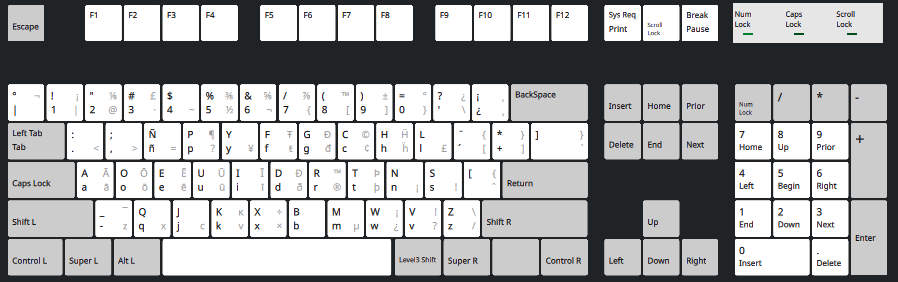 Escape F1 F2 F3 F4 F5 F6 F7 F8 F9 F10 F11 F12 Sys Req Print Scroll Lock Break Pause Num Lock Caps Lock Scroll Lock
° ¬ ! ¡ " ⅔ # £ $ ¼ % ⅜ & ⅝ / ⅞ ( ™ ) ± = ° ? ¿ ¡ ¸ BackSpace Insert Home Prior Num Lock / * -
| 1 | 2 @ 3 · 4 ~ 5 ½ 6 ¬ 7 { 8 [ 9 ] 0 } ' \ ¿ ,
Left Tab : ; Ñ P ¶ Y F Ŧ G Đ C © H Ħ L ¨ { * } ] } 7 8 9 +
Tab . < , > ñ = p ? y ¥ f ŧ g đ c ¢ h ħ l £ ´ [ + ] ` Delete End Next Home Up Prior
Caps Lock A Ã O Õ E Ẽ U Ũ I Ĩ D Ð R ™ T Þ N S [ { Return 4 5 6
a ã o õ e ẽ u ũ i ĩ d ð r ® t þ n ¡ s ! ^ Left Begin Right
Shift L _ ¯ Q J K ĸ X ÷ B M W ¡ V ! Z \ Shift R Up 1 2 3
- z q x j c k v x × b m µ w ¿ v ? z / End Down Next
Control L Super L Alt L Level3 Shift Super R Control R Left Down Right 0 . Enter
Insert Delete